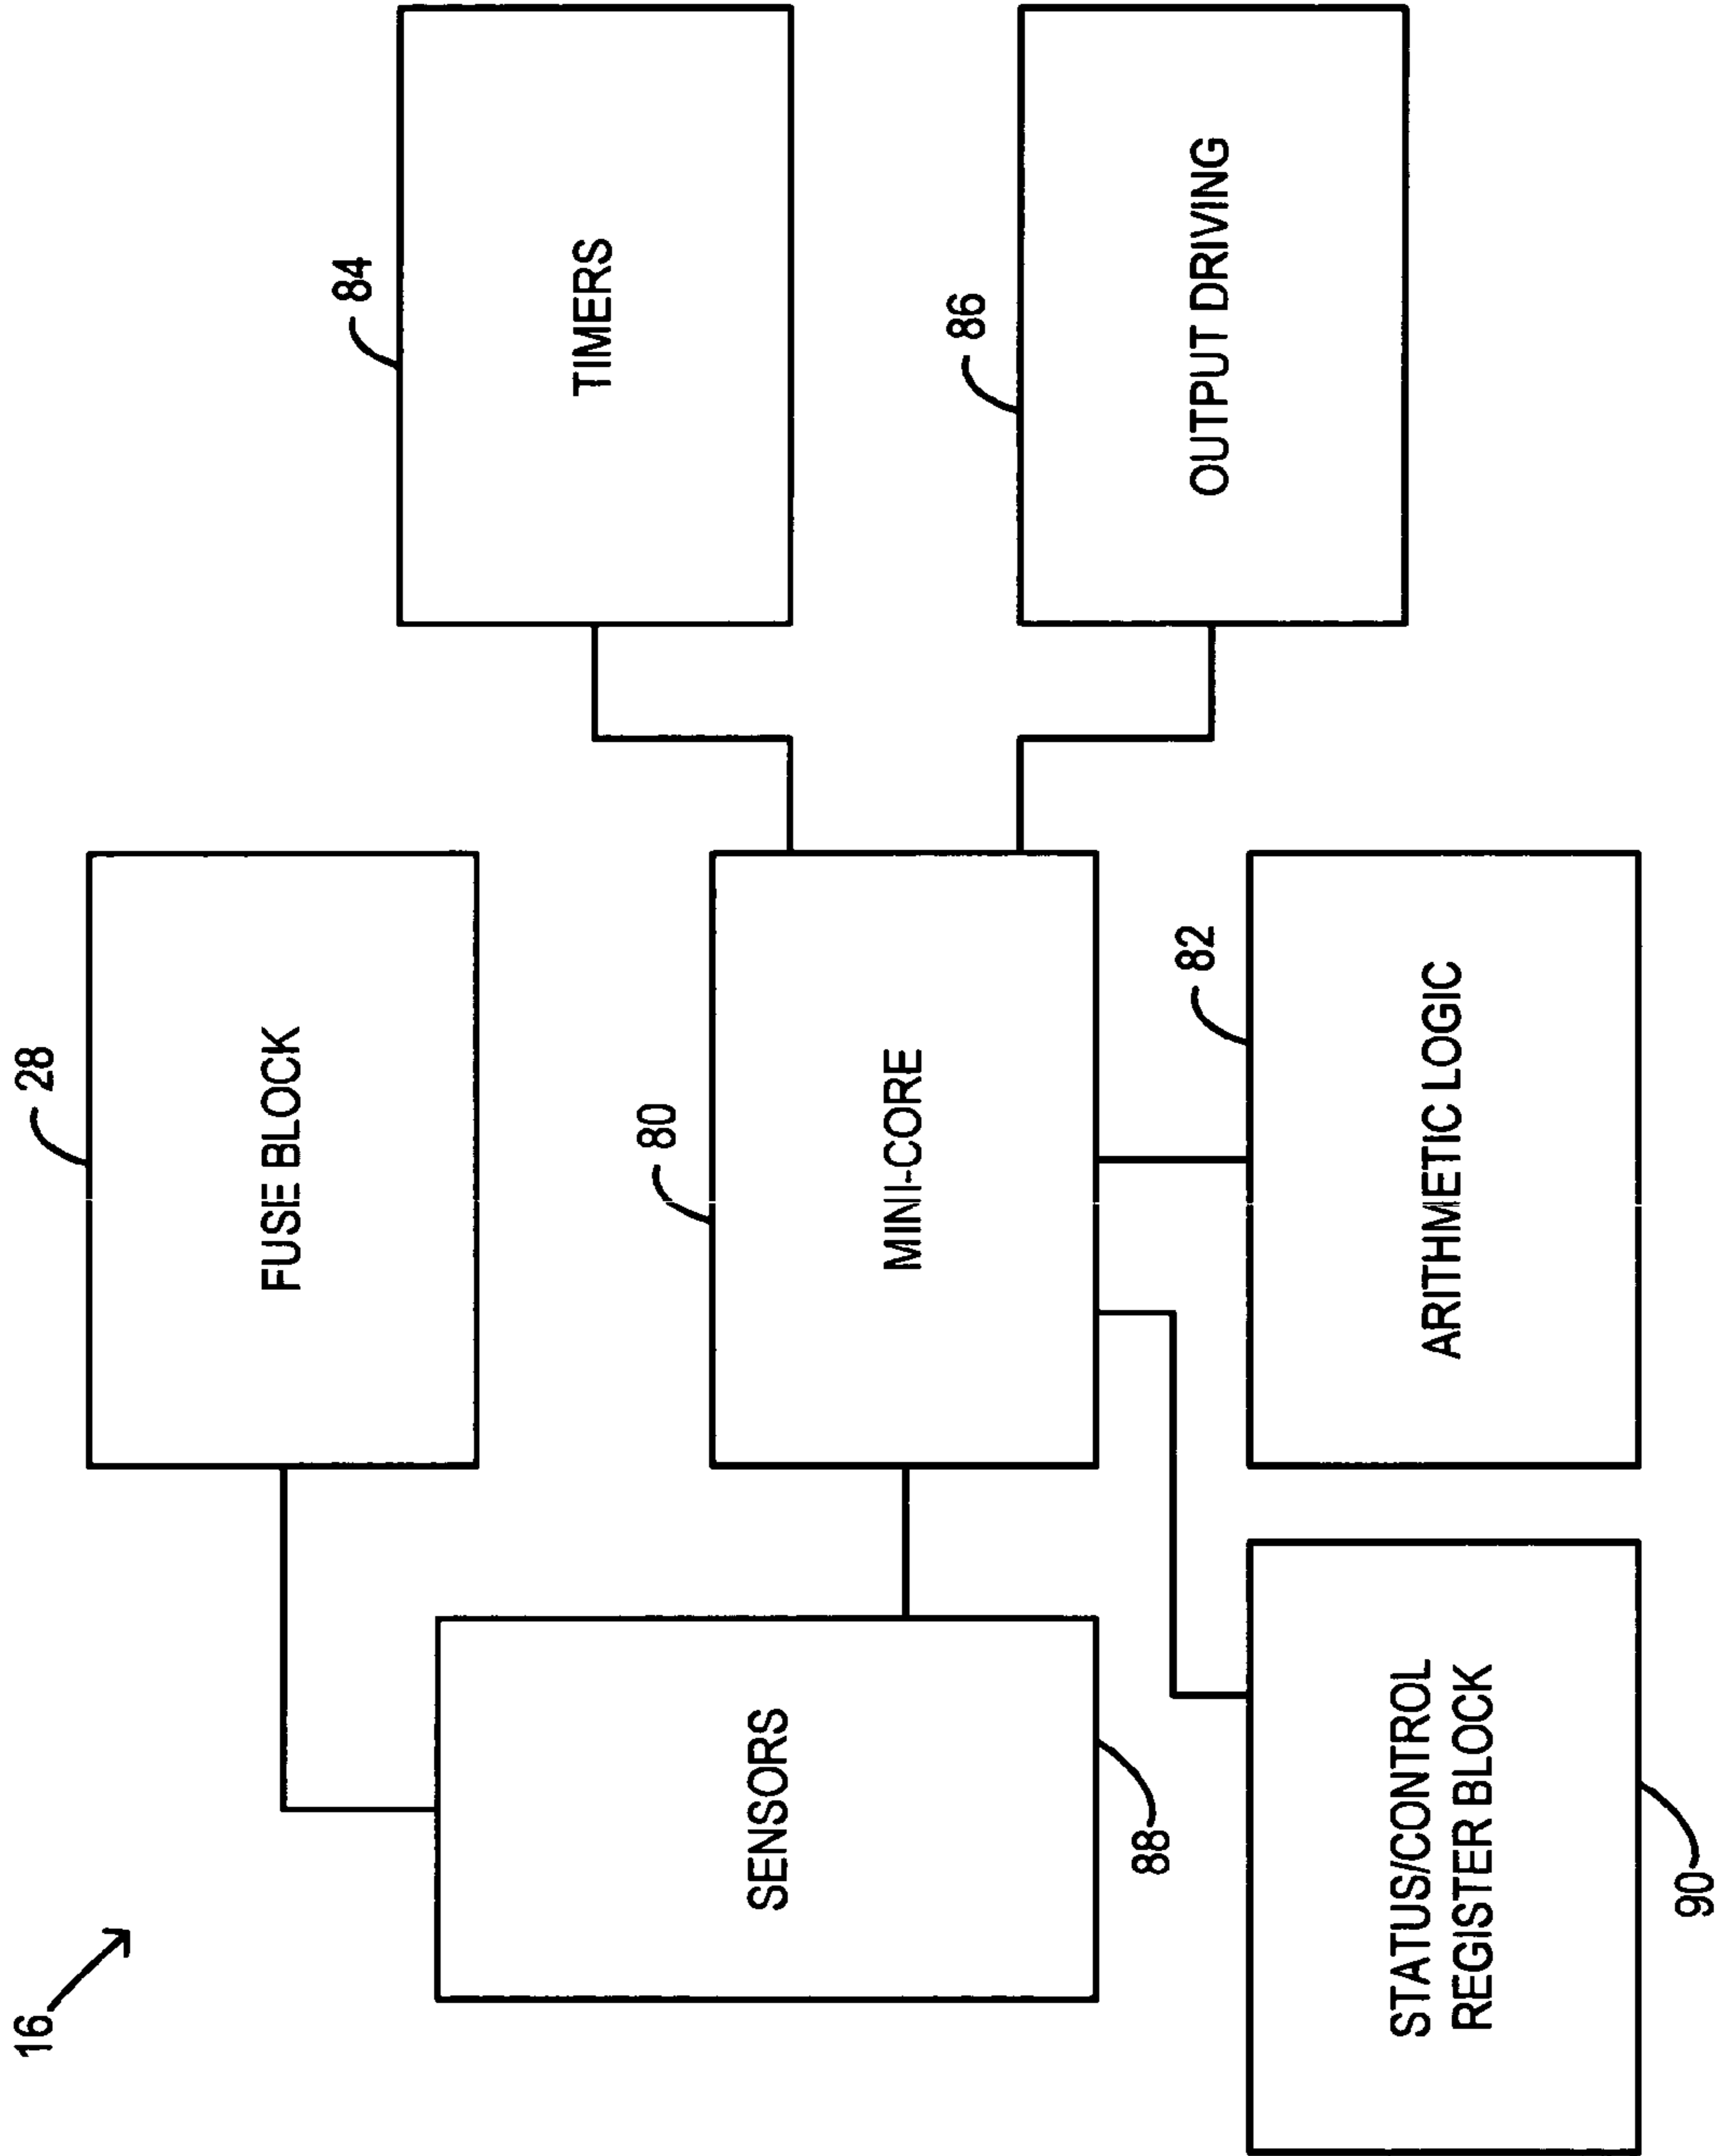 16
28
FUSE BLOCK
84
TIMERS
SENSORS
88
80
MINI-CORE
86
OUTPUT DRIVING
STATUS/CONTROL
REGISTER BLOCK
90
82
ARITHMETIC LOGIC